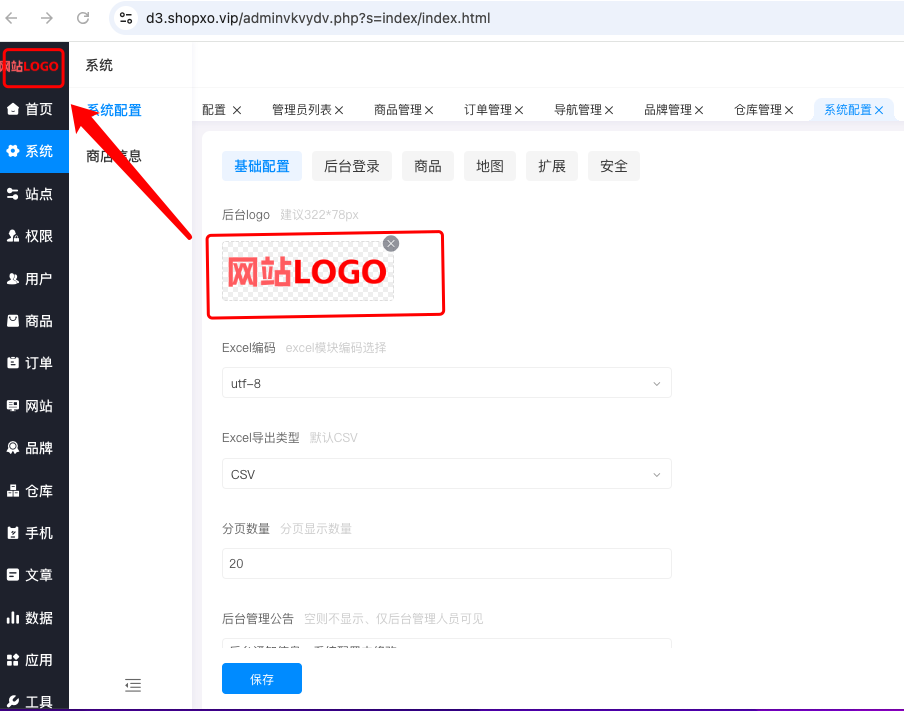 d3.shopxo.vip/adminvkvydv.php?s=index/index.html
网站LOGO
系统
首页
系统配置
配置 管理员列表 商品管理 订单管理 导航管理 品牌管理 仓库管理 系统配置
系统
商店信息
基础配置 后台登录 商品 地图 扩展 安全
站点
后台logo 建议322*78px
权限
网站LOGO
用户
商品
Excel编码 excel模块编码选择
订单
utf-8
网站
Excel导出类型 默认CSV
品牌
CSV
仓库
分页数量 分页显示数量
手机
20
文章
数据
后台管理公告 空则不显示、仅后台管理人员可见
应用
保存
工具